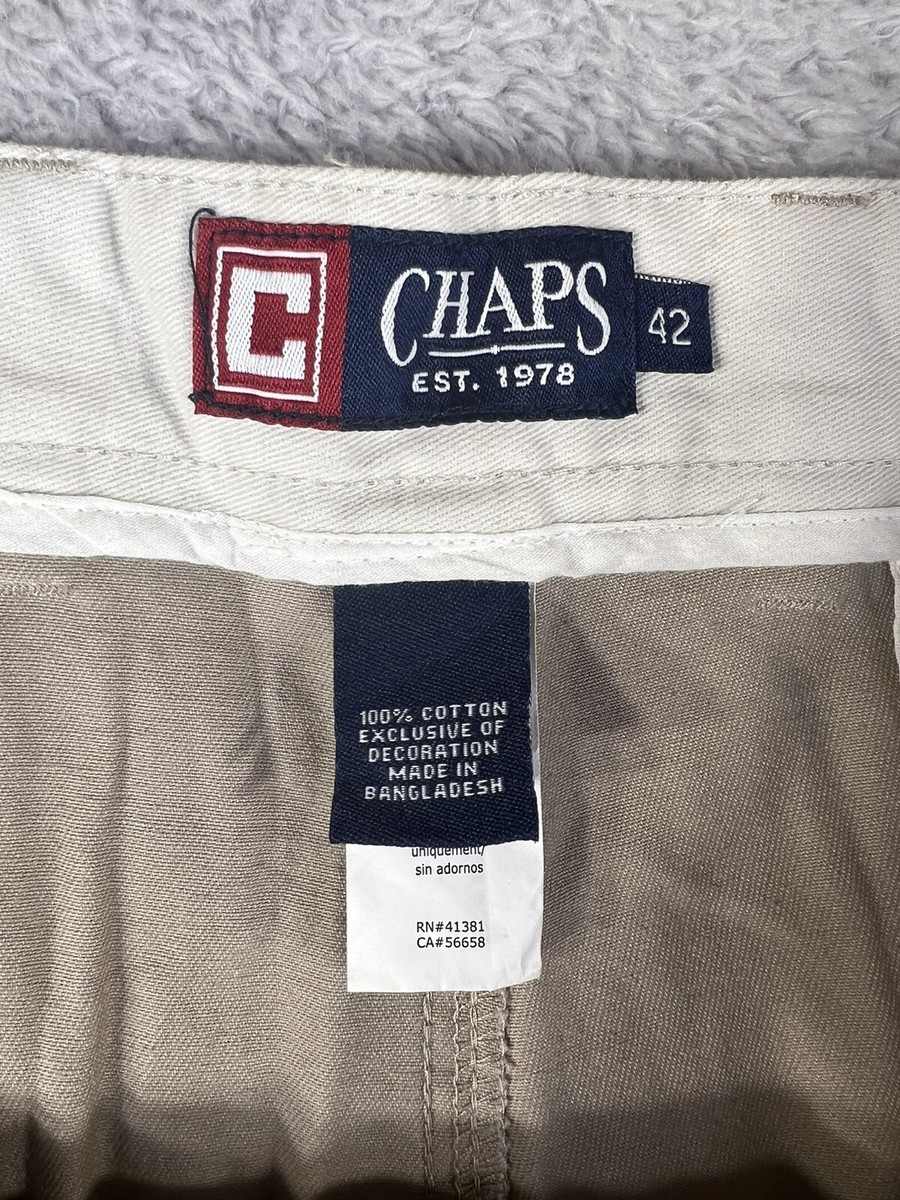 C
CHAPS
EST. 1978
42
100% COTTON
EXCLUSIVE OF
DECORATION
MADE IN
BANGLADESH
uniquement/
sin adornos
RN#41381
CA#56658